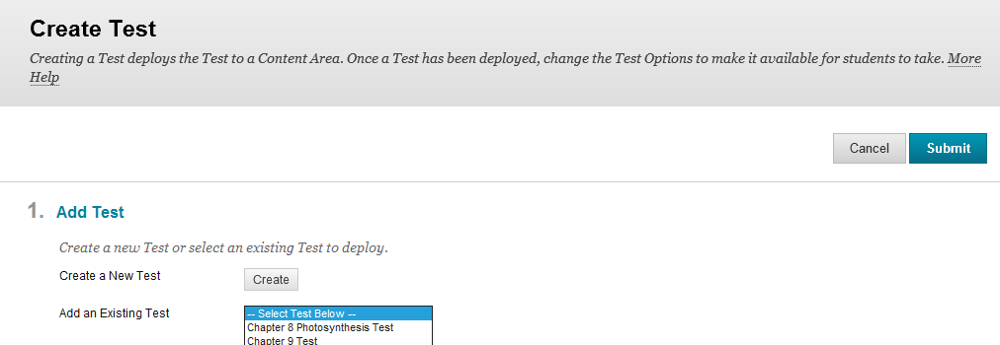 Create Test
Creating a Test deploys the Test to a Content Area. Once a Test has been deployed, change the Test Options to make it available for students to take. More
Help
Cancel
Submit
1. Add Test
Create a new Test or select an existing Test to deploy.
Create a New Test
Create
Add an Existing Test
-- Select Test Below --
Chapter 8 Photosynthesis Test
Chapter 9 Test